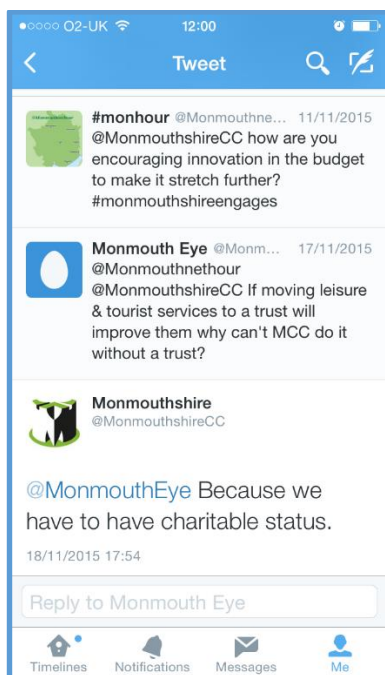 O2-UK 12:00
Tweet
#monhour @Monmouthne... 11/11/2015
@MonmouthshireCC how are you
encouraging innovation in the budget
to make it stretch further?
#monmouthshireengages
Monmouth Eye @Monm... 17/11/2015
@Monmouthnethour
@MonmouthshireCC If moving leisure
& tourist services to a trust will
improve them why can't MCC do it
without a trust?
Monmouthshire
@MonmouthshireCC
@MonmouthEye Because we
have to have charitable status.
18/11/2015 17:54
Reply to Monmouth Eye
Timelines Notifications Messages Me